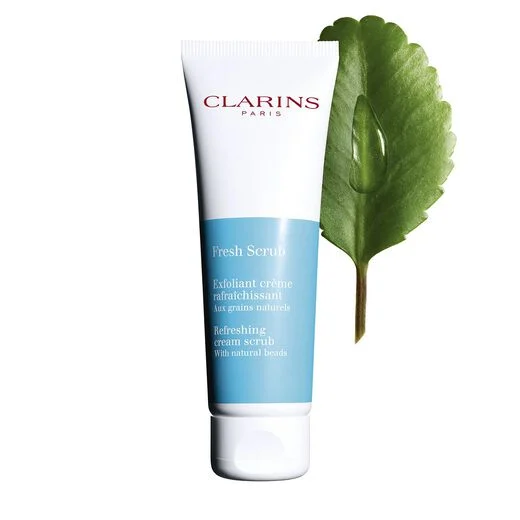 CLARINS
PARIS
Fresh Scrub
Exfoliant crème
rafraîchissant
Aux grains naturels
Refreshing
cream scrub
With natural beads